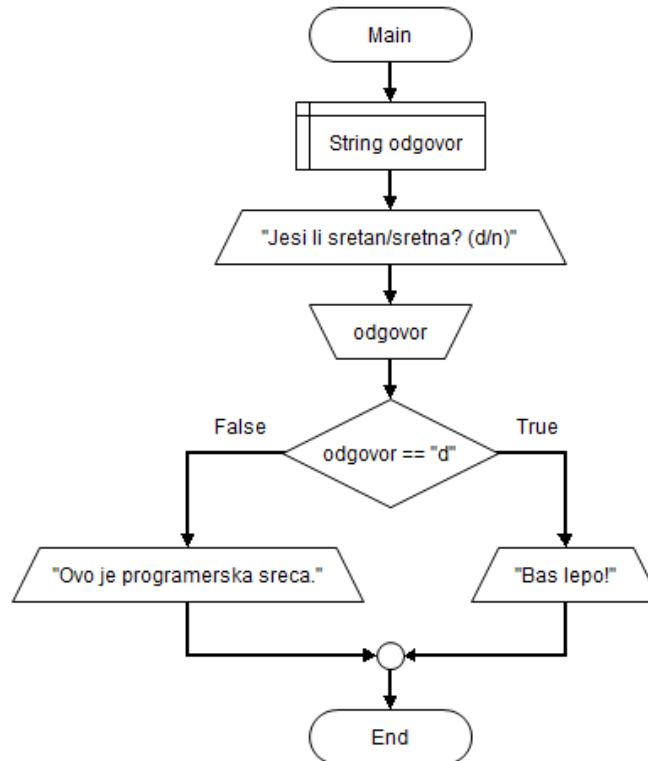 Main
String odgovor
"Jesi li sretan/sretna? (d/n)"
odgovor
False
True
odgovor == "d"
"Ovo je programerska sreca."
"Bas lepo!"
End